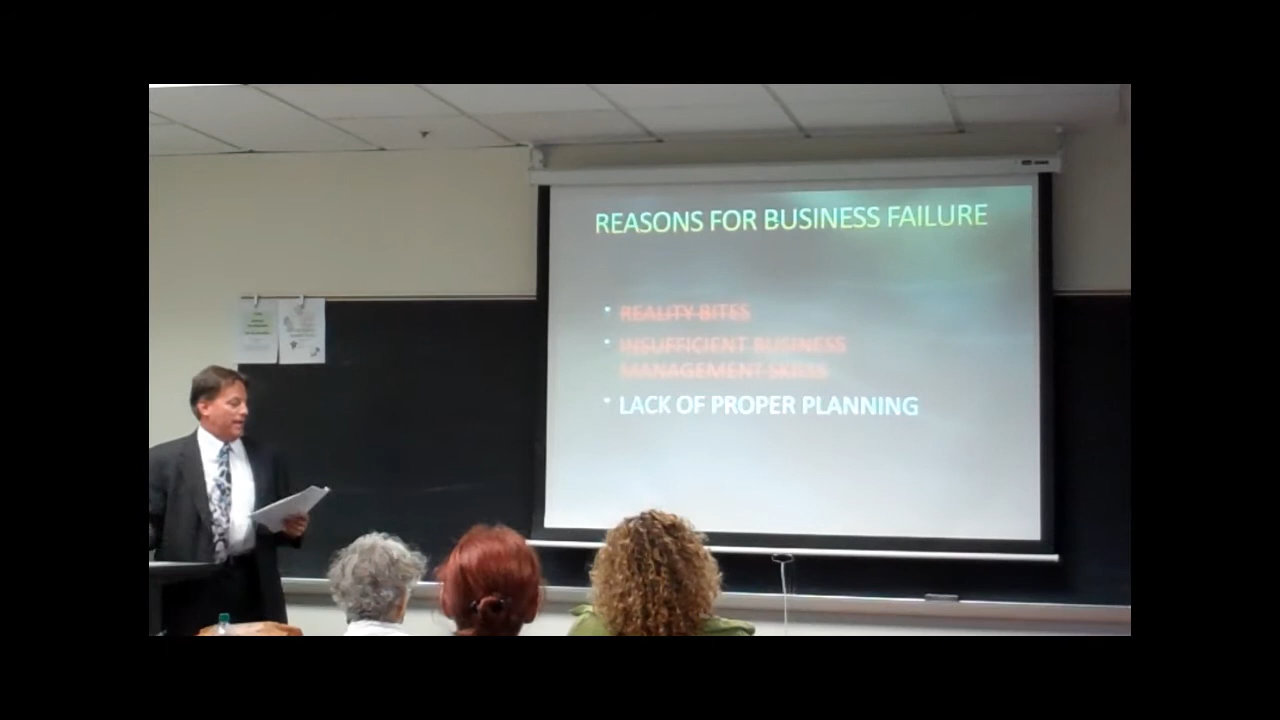 REASONS FOR BUSINESS FAILURE
• REALITY BITES
• INSUFFICIENT BUSINESS
MANAGEMENT SKILLS
• LACK OF PROPER PLANNING